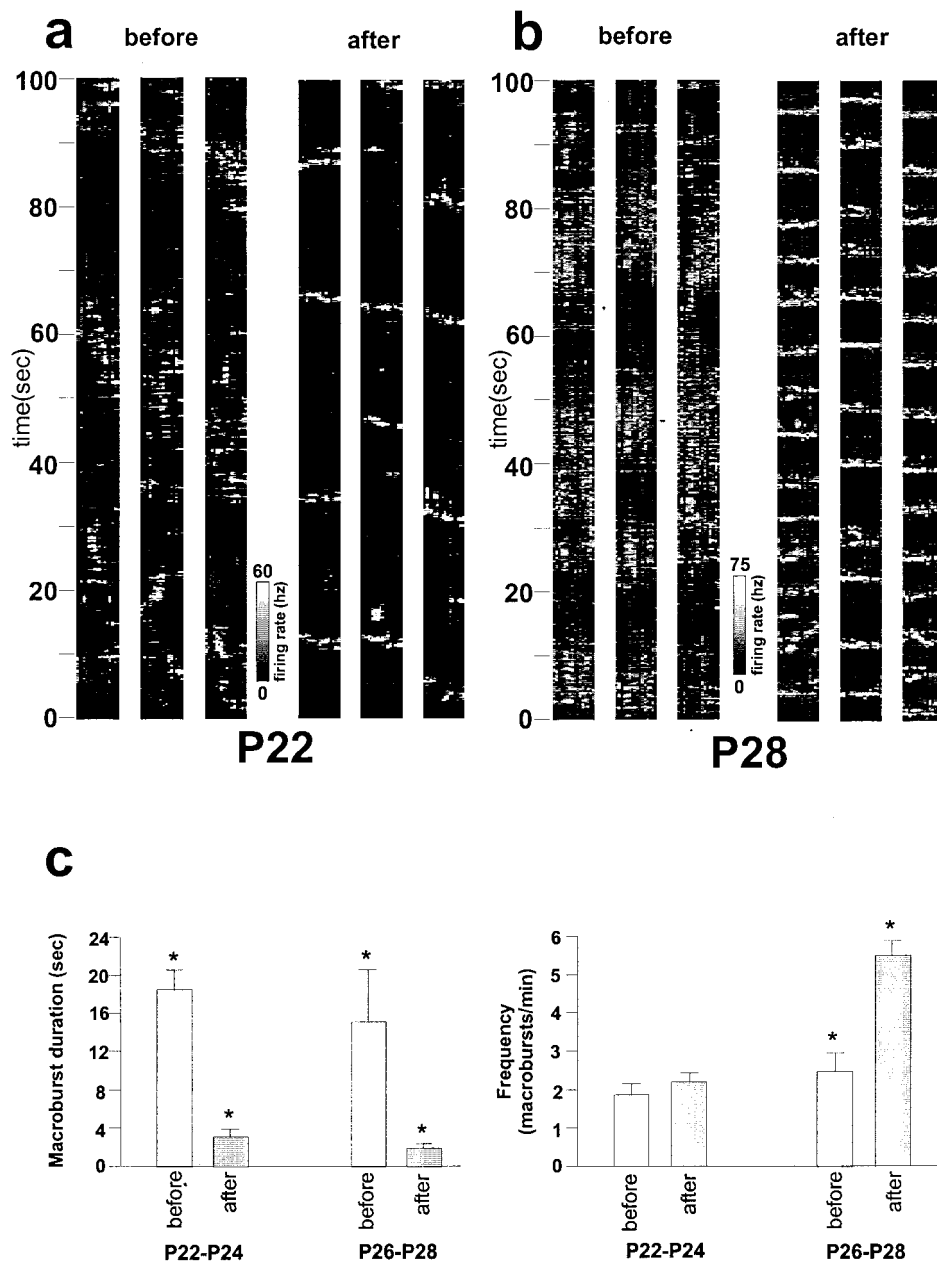 a
before
after
100
80
60
40
20
0
time(sec)
60
0
firing rate (hz)
P22
b
before
after
100
80
60
40
20
0
time(sec)
75
0
firing rate (hz)
P28
c
Macroburst duration (sec)
24
20
16
12
8
4
0
*
*
*
*
before
after
before
after
P22-P24
P26-P28
Frequency
(macrobursts/min)
6
5
4
3
2
1
0
*
*
before
after
before
after
P22-P24
P26-P28